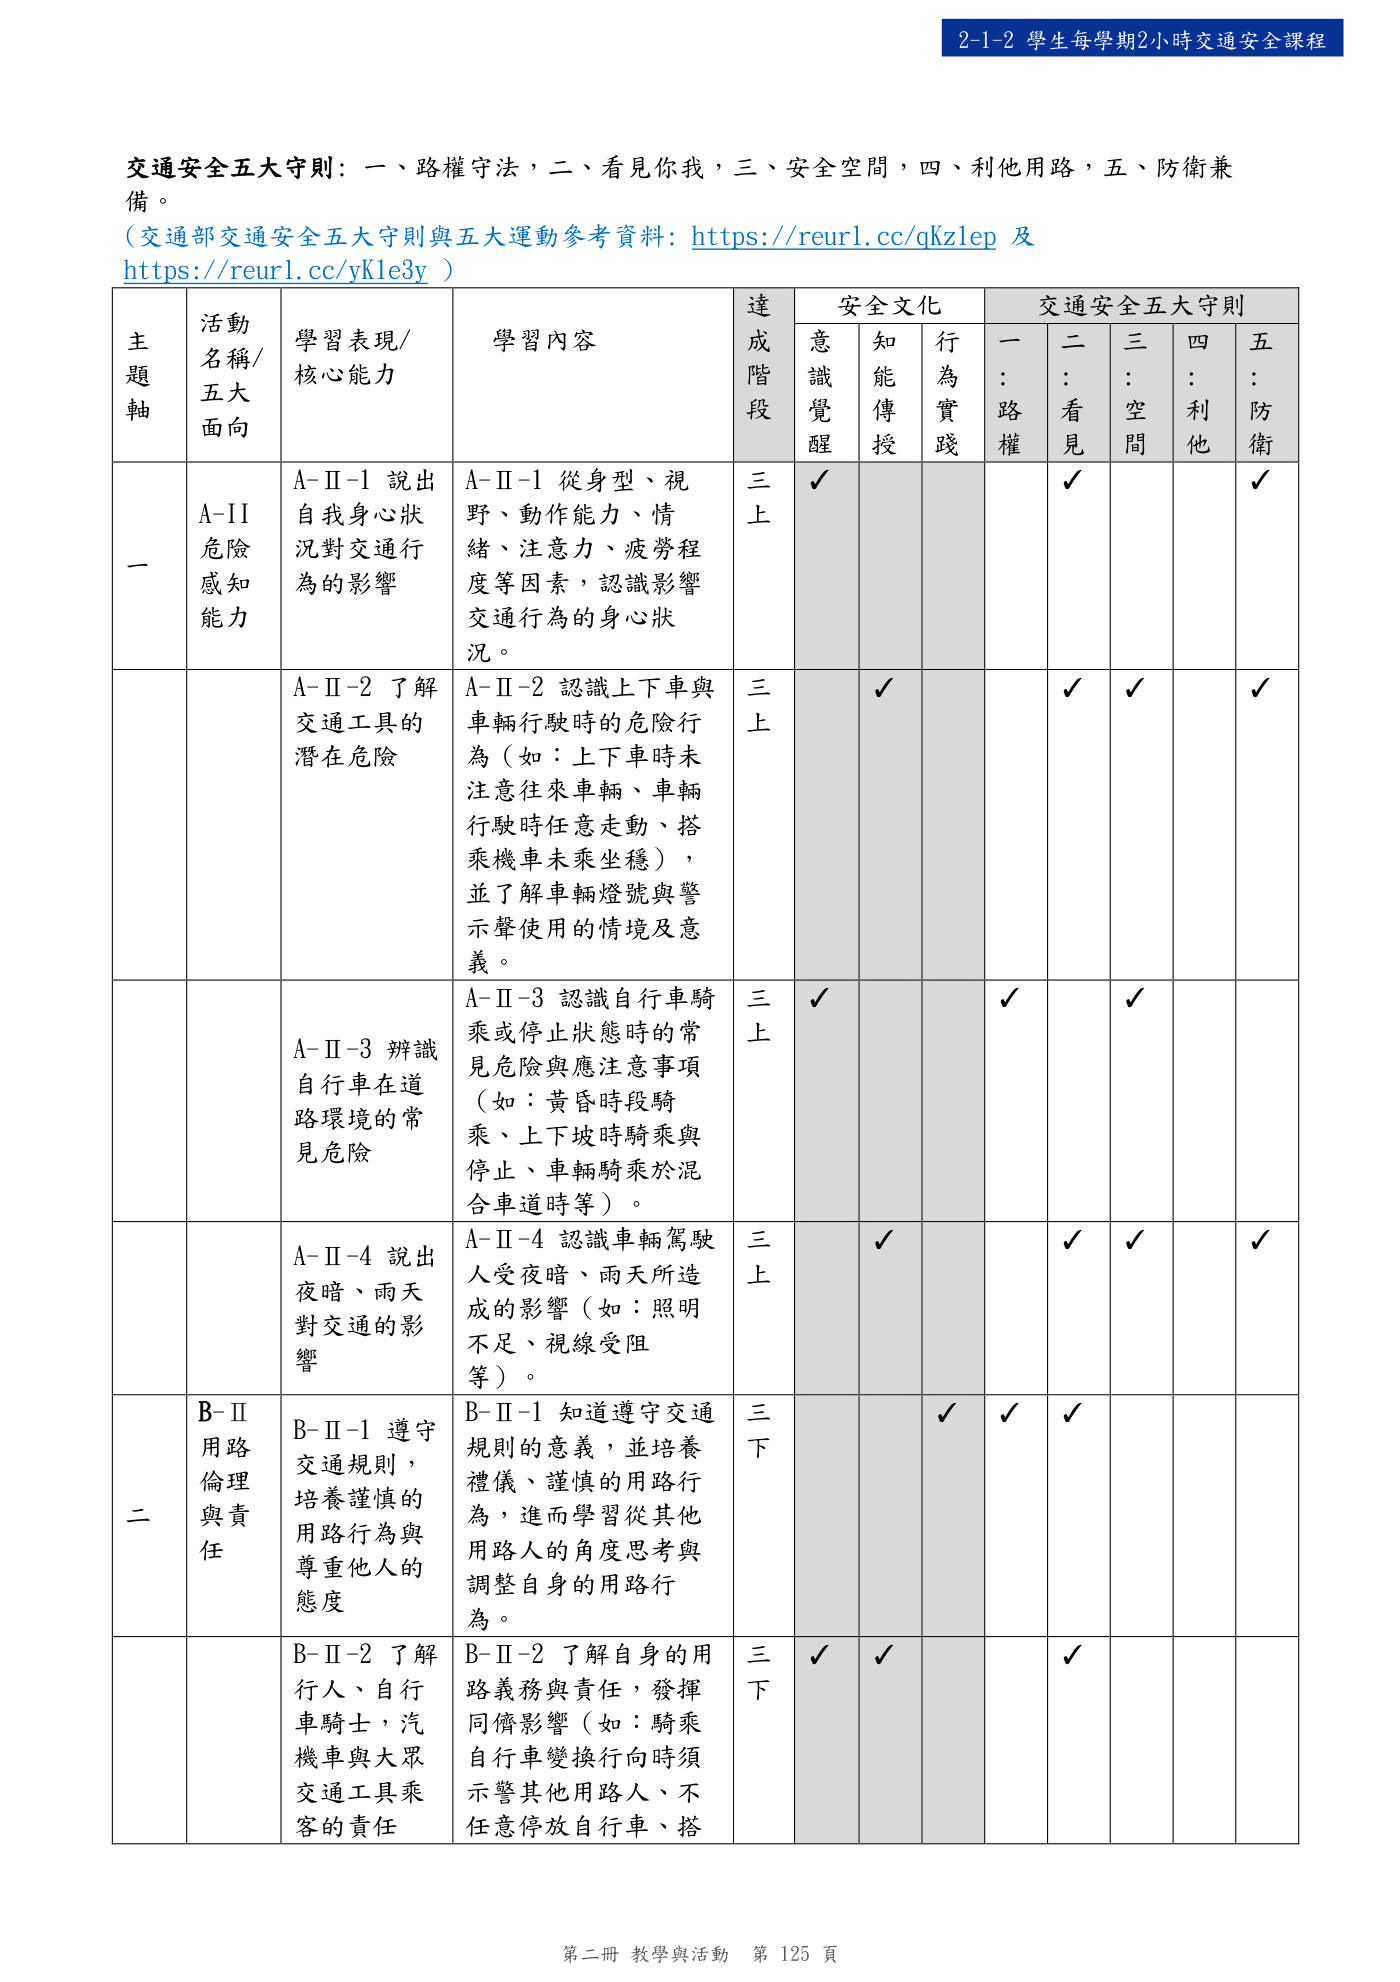 2-1-2 學生每學期2小時交通安全課程
交通安全五大守則: 一、路權守法，二、看見你我，三、安全空間，四、利他用路，五、防衛兼
備。
(交通部交通安全五大守則與五大運動參考資料: https://reurl.cc/qKz1ep 及
https://reurl.cc/yK1e3y )
主
題
軸
活動
名稱/
五大
面向
學習表現/
核心能力
學習內容
達
成
階
段
安全文化
意
識
覺
醒
知
能
傳
授
行
為
實
踐
交通安全五大守則
一
:
路
權
二
:
看
見
三
:
空
間
四
:
利
他
五
:
防
衛
一
A-II
危險
感知
能力
A-Ⅱ-1 說出
自我身心狀
況對交通行
為的影響
A-Ⅱ-1 從身型、視
野、動作能力、情
緒、注意力、疲勞程
度等因素，認識影響
交通行為的身心狀
況。
三
上
✓ ✓ ✓
A-Ⅱ-2 了解
交通工具的
潛在危險
A-Ⅱ-2 認識上下車與
車輛行駛時的危險行
為（如：上下車時未
注意往來車輛、車輛
行駛時任意走動、搭
乘機車未乘坐穩），
並了解車輛燈號與警
示聲使用的情境及意
義。
三
上
✓ ✓ ✓ ✓
A-Ⅱ-3 辨識
自行車在道
路環境的常
見危險
A-Ⅱ-3 認識自行車騎
乘或停止狀態時的常
見危險與應注意事項
（如：黃昏時段騎
乘、上下坡時騎乘與
停止、車輛騎乘於混
合車道時等）。
三
上
✓ ✓ ✓
A-Ⅱ-4 說出
夜暗、雨天
對交通的影
響
A-Ⅱ-4 認識車輛駕駛
人受夜暗、雨天所造
成的影響（如：照明
不足、視線受阻
等）。
三
上
✓ ✓ ✓ ✓
二
B-Ⅱ
用路
倫理
與責
任
B-Ⅱ-1 遵守
交通規則，
培養謹慎的
用路行為與
尊重他人的
態度
B-Ⅱ-1 知道遵守交通
規則的意義，並培養
禮儀、謹慎的用路行
為，進而學習從其他
用路人的角度思考與
調整自身的用路行
為。
三
下
✓ ✓ ✓
B-Ⅱ-2 了解
行人、自行
車騎士，汽
機車與大眾
交通工具乘
客的責任
B-Ⅱ-2 了解自身的用
路義務與責任，發揮
同儕影響（如：騎乘
自行車變換行向時須
示警其他用路人、不
任意停放自行車、搭
三
下
✓ ✓ ✓
第二冊 教學與活動 第 125 頁